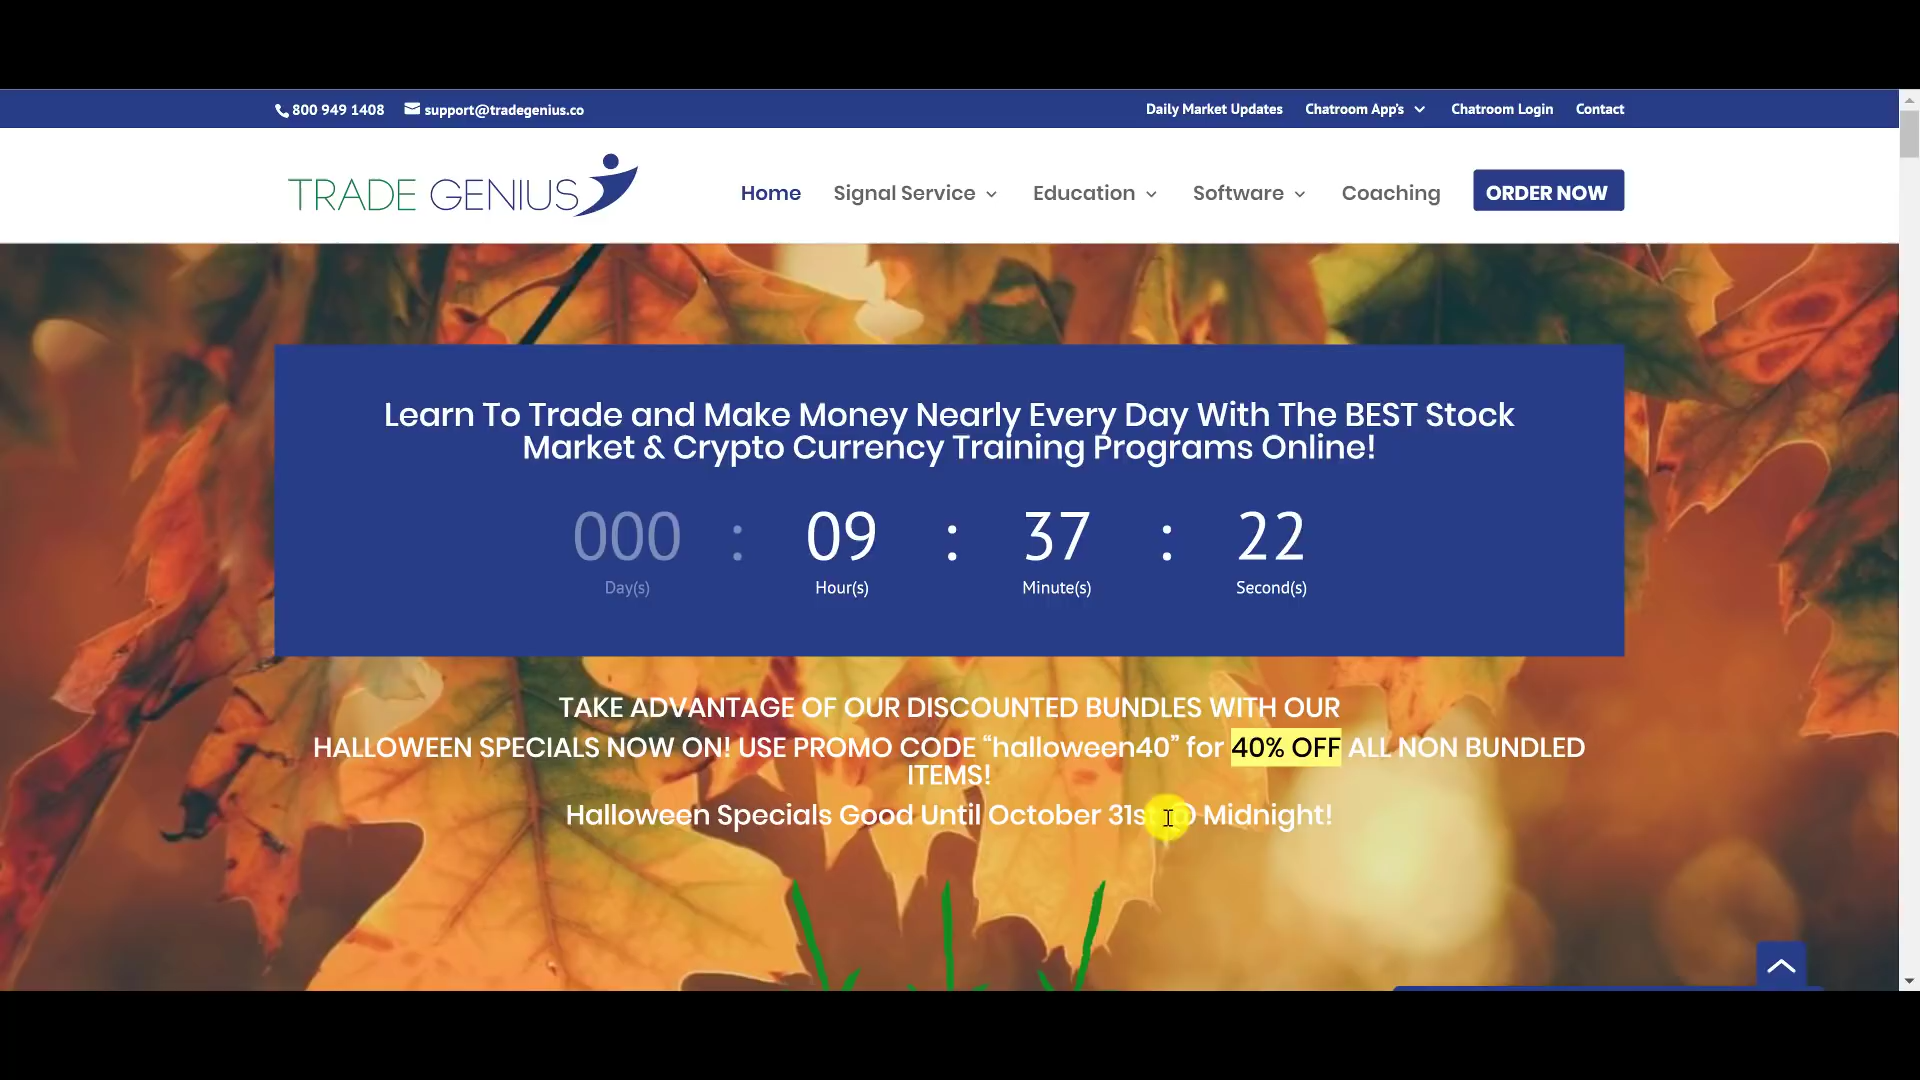 800 949 1408 support@tradegenius.co Daily Market Updates Chatroom App's Chatroom Login Contact
TRADE GENIUS Home Signal Service Education Software Coaching ORDER NOW
Learn To Trade and Make Money Nearly Every Day With The BEST Stock
Market & Crypto Currency Training Programs Online!
000 : 09 : 37 : 22
Day(s) Hour(s) Minute(s) Second(s)
TAKE ADVANTAGE OF OUR DISCOUNTED BUNDLES WITH OUR
HALLOWEEN SPECIALS NOW ON! USE PROMO CODE “halloween40” for 40% OFF ALL NON BUNDLED
ITEMS!
Halloween Specials Good Until October 31st @ Midnight!